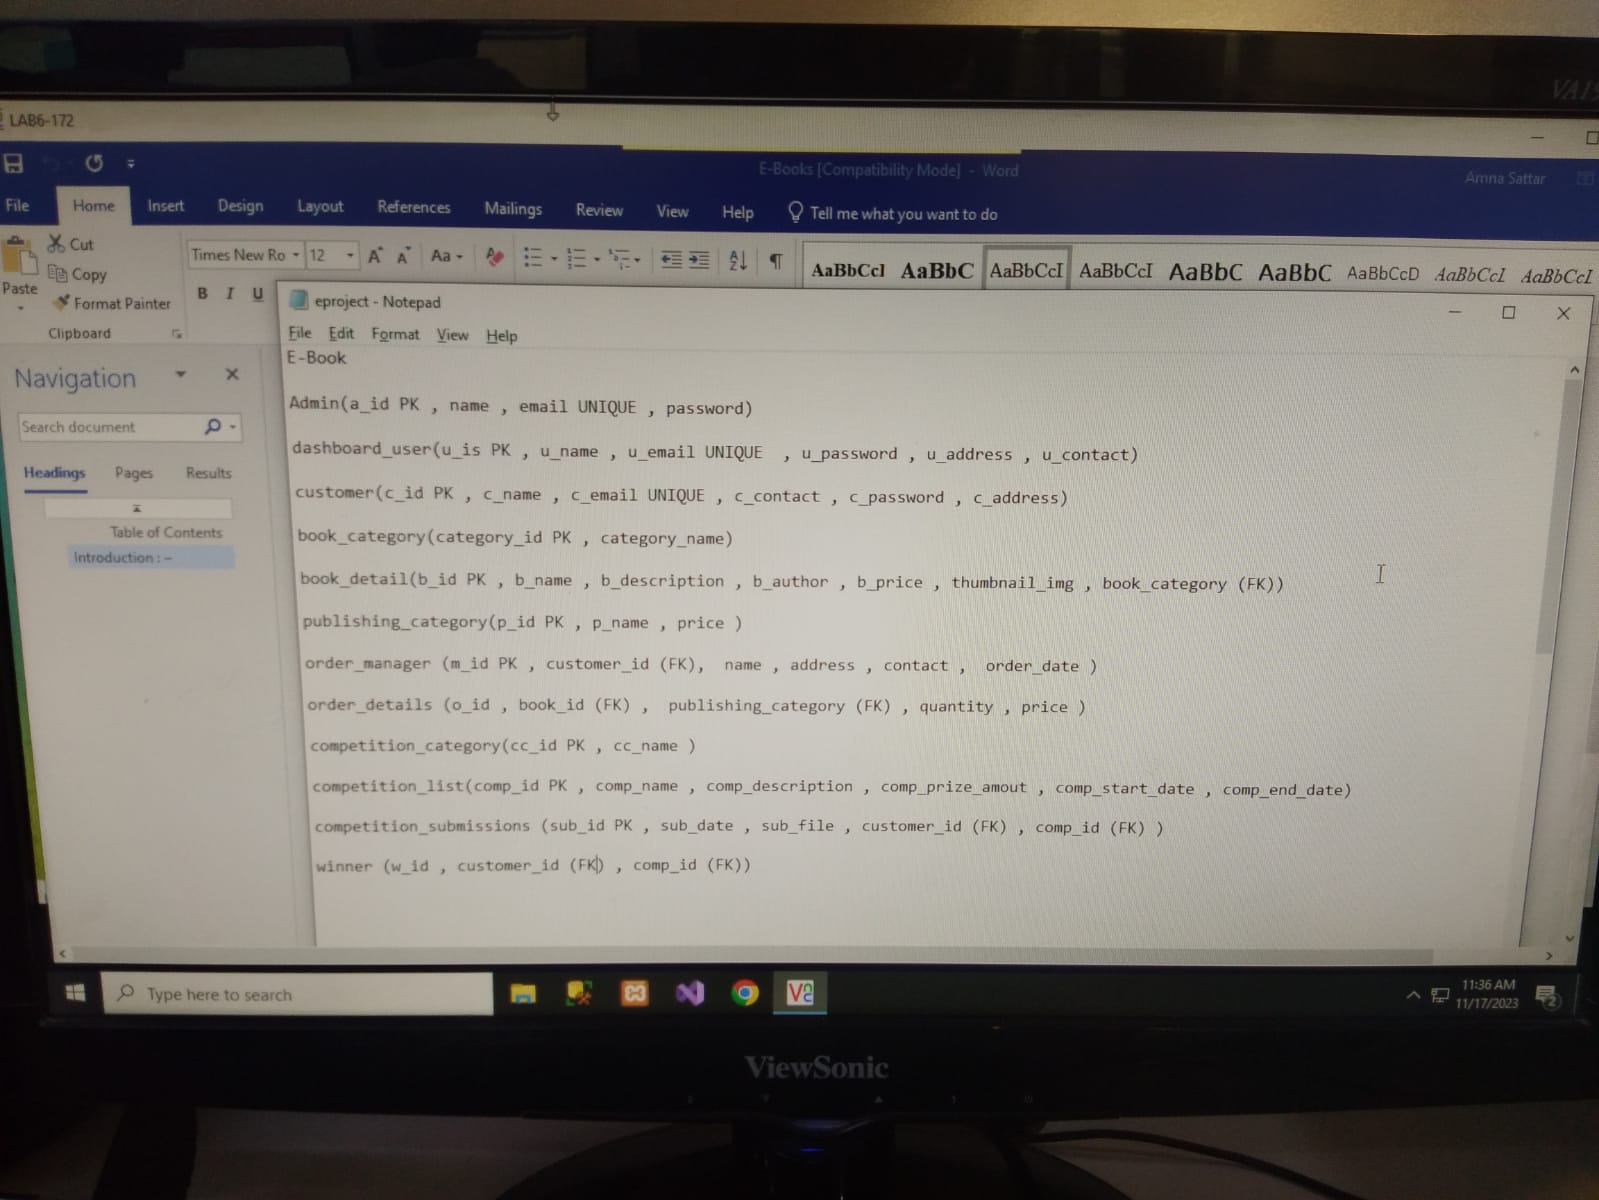 LAB6-172
E-Books [Compatibility Mode] - Word
Amna Sattar
File Home Insert Design Layout References Mailings Review View Help Tell me what you want to do
Cut
Copy
Paste
Format Painter
Clipboard
Times New Ro 12
Aa
B I U
AaBbCcI AaBbC AaBbCcI AaBbCcI AaBbC AaBbC AaBbCcD AaBbCcI AaBbCcI
Navigation
Search document
Headings Pages Results
Table of Contents
Introduction : –
eproject - Notepad
File Edit Format View Help
E-Book
Admin(a_id PK , name , email UNIQUE , password)
dashboard_user(u_is PK , u_name , u_email UNIQUE  , u_password , u_address , u_contact)
customer(c_id PK , c_name , c_email UNIQUE , c_contact , c_password , c_address)
book_category(category_id PK , category_name)
book_detail(b_id PK , b_name , b_description , b_author , b_price , thumbnail_img , book_category (FK))
publishing_category(p_id PK , p_name , price )
order_manager (m_id PK , customer_id (FK),  name , address , contact ,  order_date )
order_details (o_id , book_id (FK) ,  publishing_category (FK) , quantity , price )
competition_category(cc_id PK , cc_name )
competition_list(comp_id PK , comp_name , comp_description , comp_prize_amout , comp_start_date , comp_end_date)
competition_submissions (sub_id PK , sub_date , sub_file , customer_id (FK) , comp_id (FK) )
winner (w_id , customer_id (FK) , comp_id (FK))
Type here to search
11:36 AM
11/17/2023
2
ViewSonic